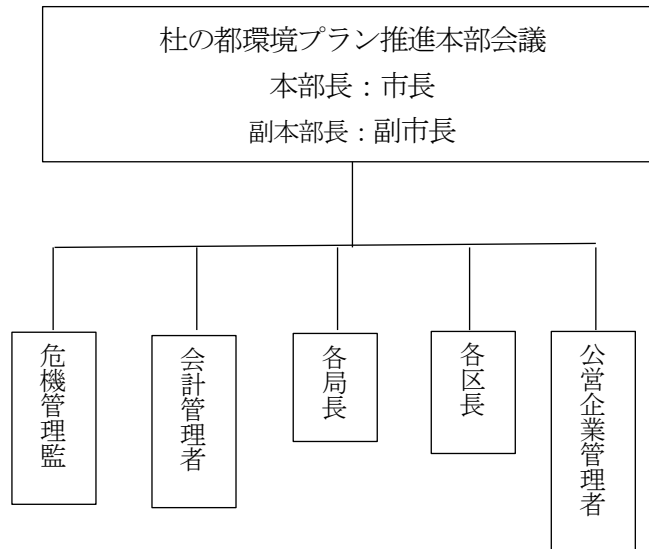 杜の都環境プラン推進本部会議
本部長：市長
副本部長：副市長
危機管理監
会計管理者
各局長
各区長
公営企業管理者